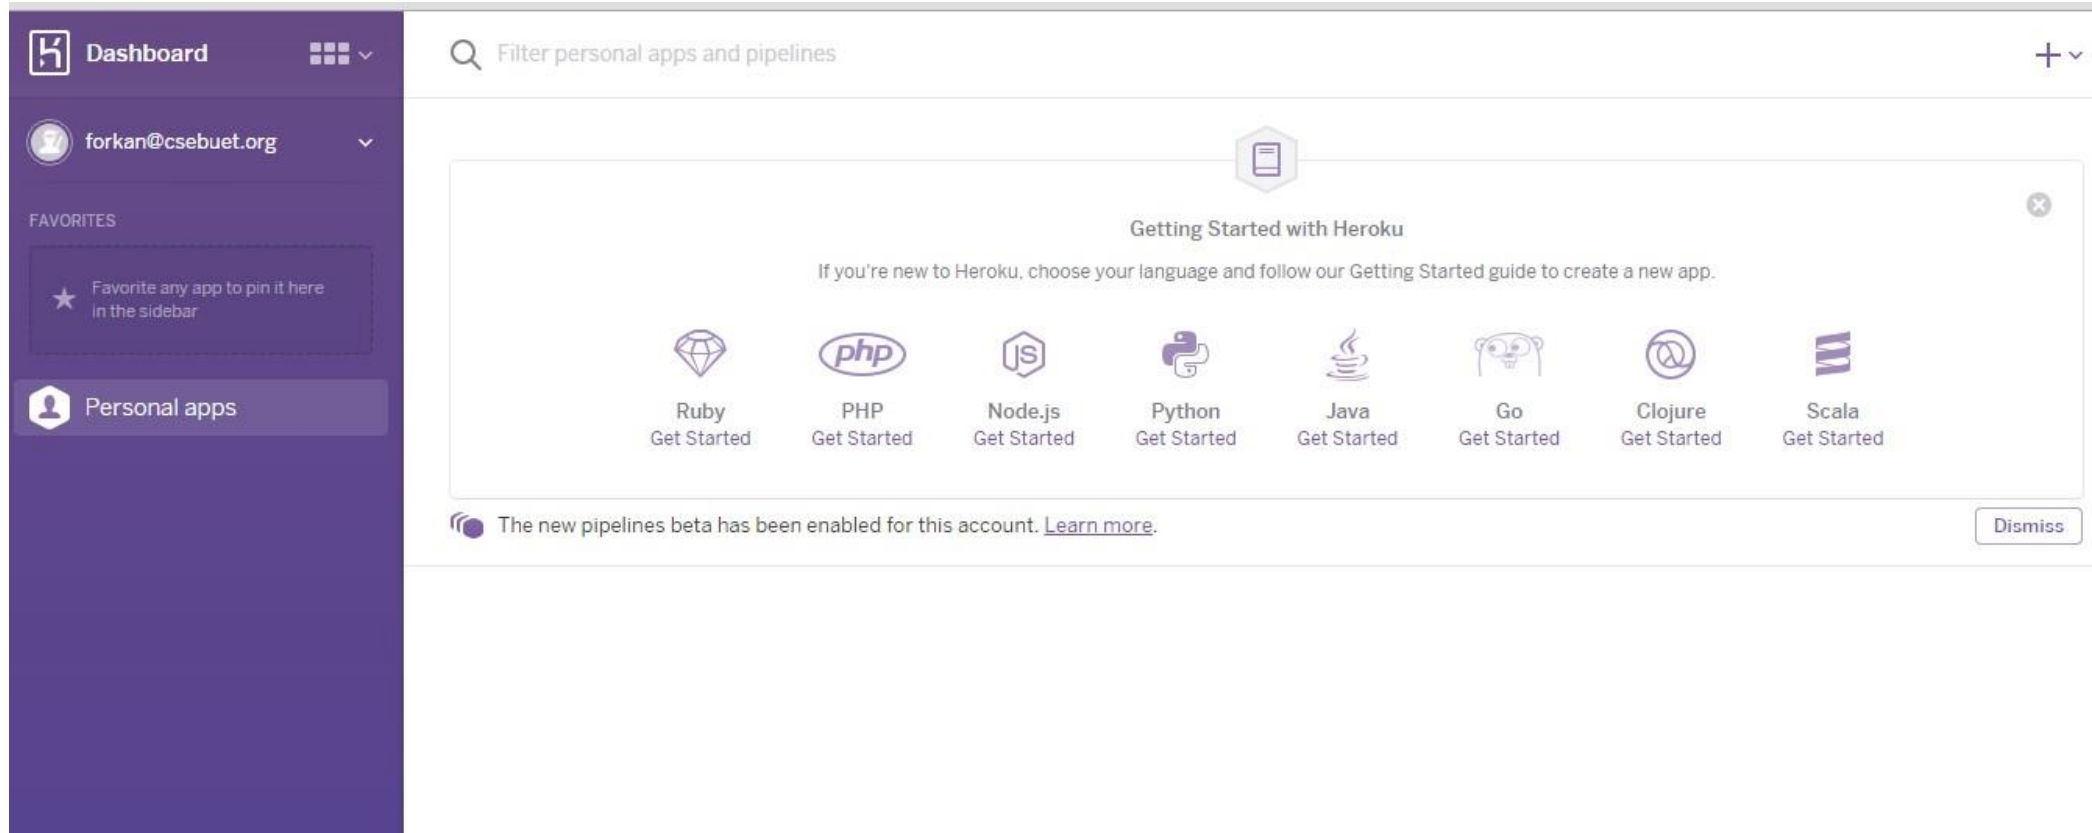 Dashboard
Filter personal apps and pipelines
forkan@csebuet.org
FAVORITES
Favorite any app to pin it here
in the sidebar
Personal apps
Getting Started with Heroku
If you're new to Heroku, choose your language and follow our Getting Started guide to create a new app.
php JS
Ruby PHP Node.js Python Java Go Clojure Scala
Get Started Get Started Get Started Get Started Get Started Get Started Get Started Get Started
The new pipelines beta has been enabled for this account. Learn more.
Dismiss